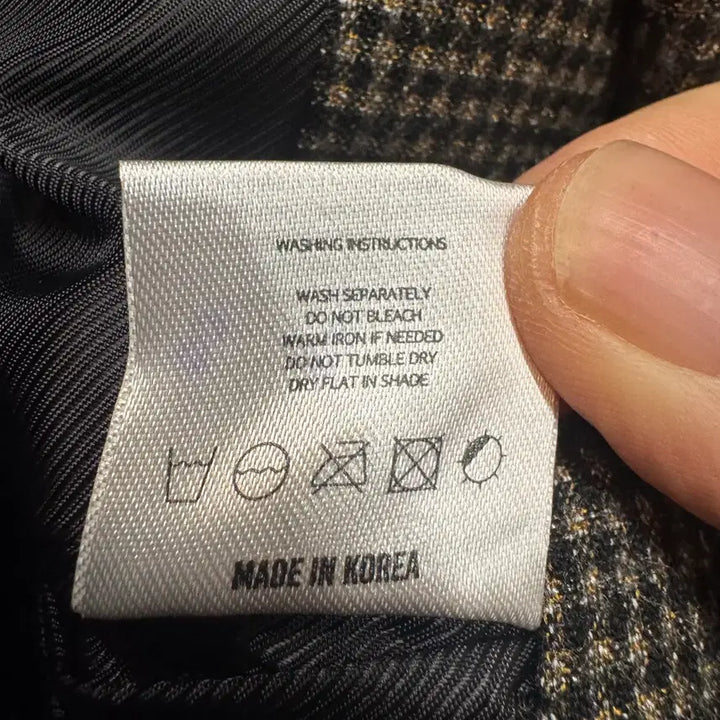 WASHING INSTRUCTIONS
WASH SEPARATELY
DO NOT BLEACH
WARM IRON IF NEEDED
DO NOT TUMBLE DRY
DRY FLAT IN SHADE
MADE IN KOREA